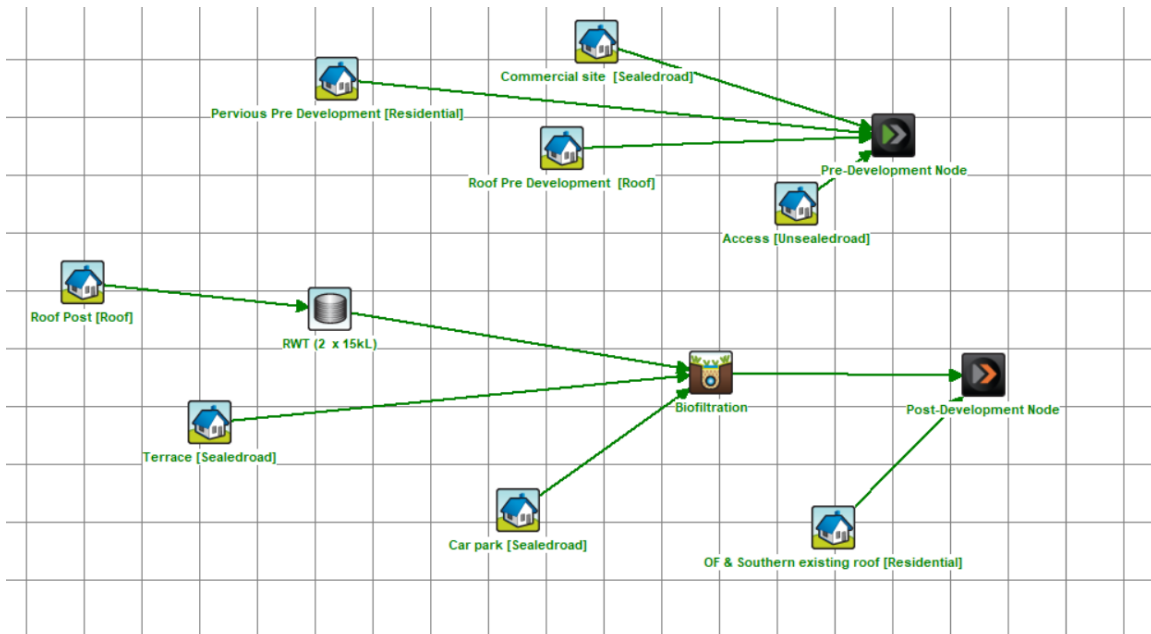 Commercial site  [Sealedroad]
Pervious Pre Development [Residential]
Pre-Development Node
Roof Pre Development  [Roof]
Access [Unsealedroad]
Roof Post [Roof]
RWT (2  x 15kL)
Biofiltration
Post-Development Node
Terrace [Sealedroad]
Car park [Sealedroad]
OF & Southern existing roof [Residential]